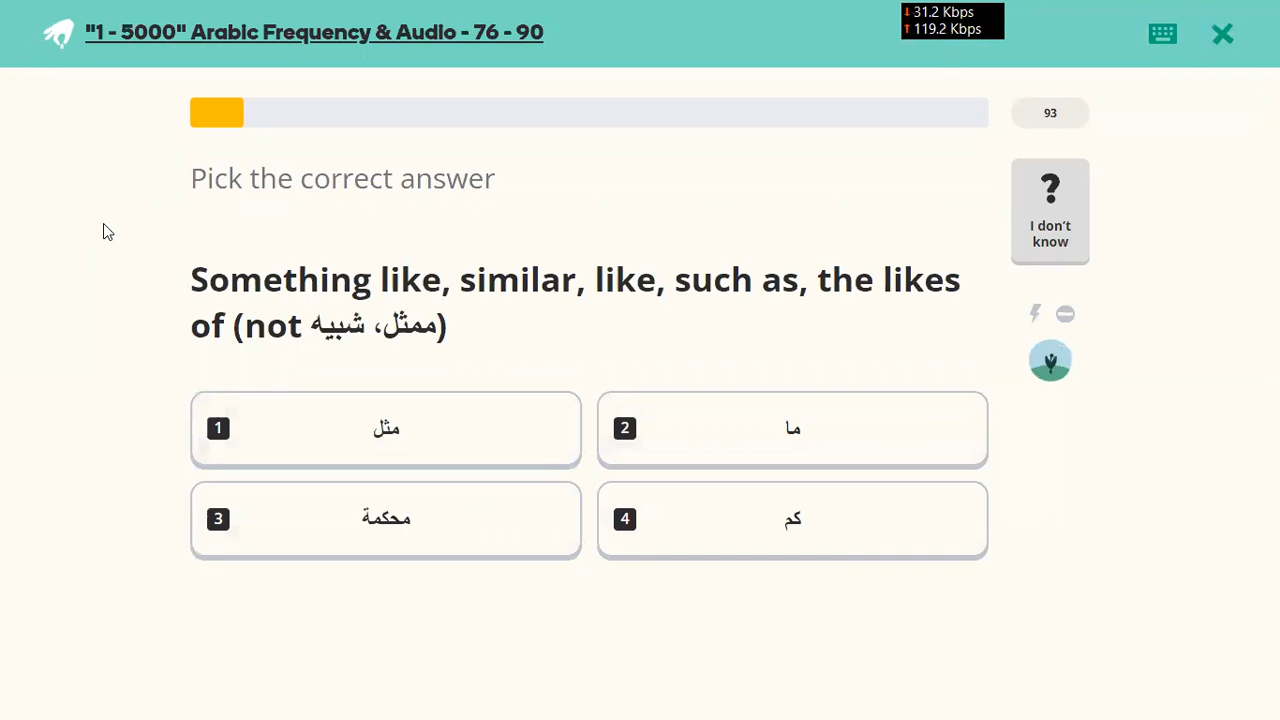 "1 - 5000" Arabic Frequency & Audio - 76 - 90
↓ 31.2 Kbps
↑ 119.2 Kbps
93
Pick the correct answer
?
I don't
know
Something like, similar, like, such as, the likes
of (not ممثل، شبيه)
1 مثل
2 ما
3 محكمة
4 كم